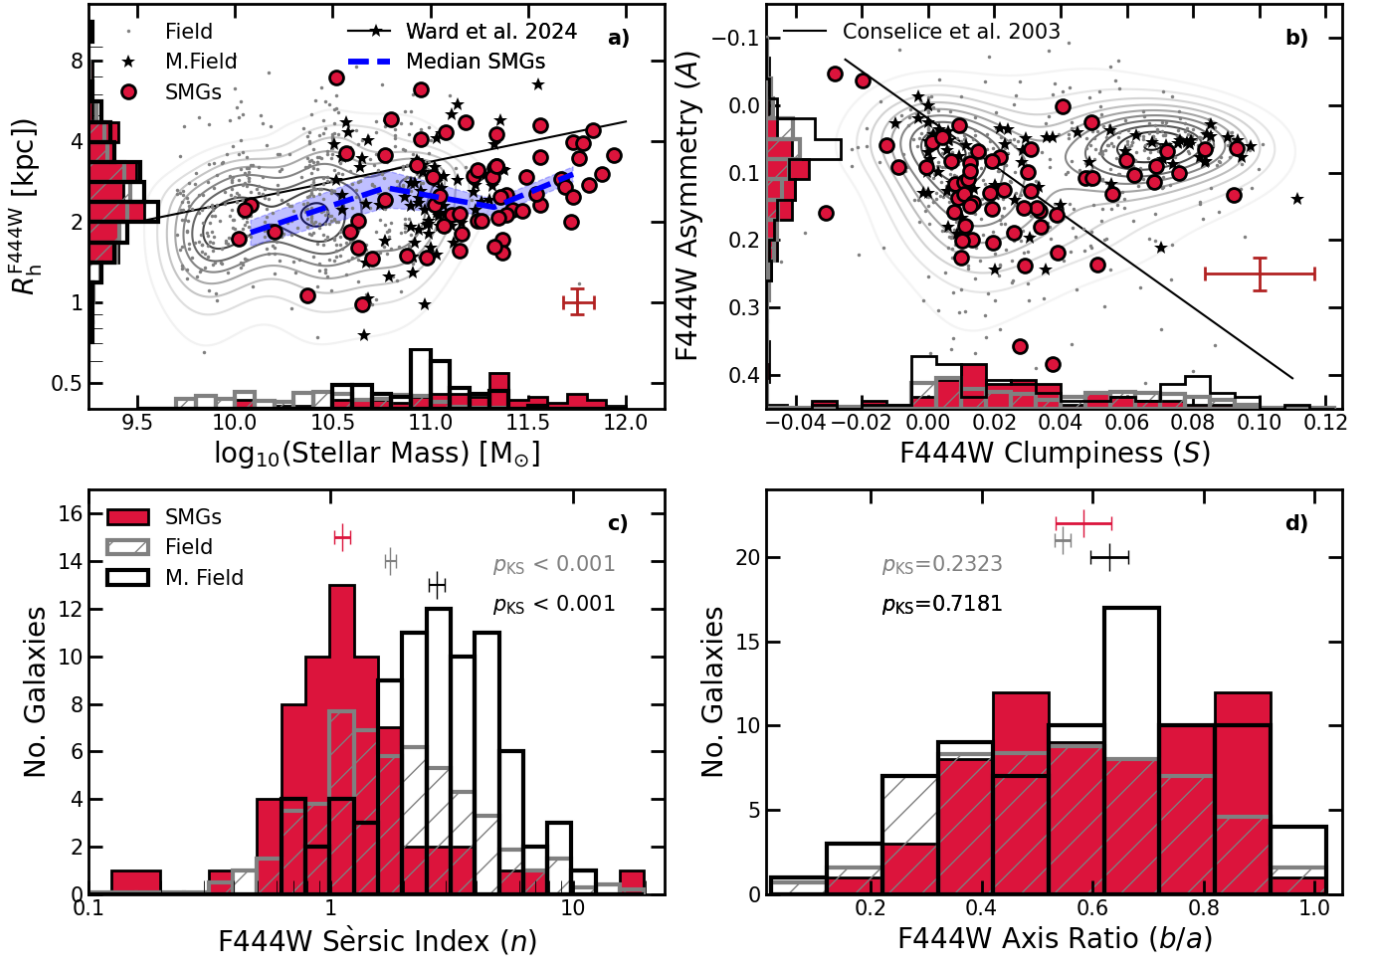 Field
M.Field
SMGs
Ward et al. 2024
Median SMGs
a)
8
4
2
1
0.5
R_h^F444W [kpc])
9.5 10.0 10.5 11.0 11.5 12.0
log10(Stellar Mass) [M⊙]
Conselice et al. 2003
b)
−0.1
0.0
0.1
0.2
0.3
0.4
F444W Asymmetry (A)
−0.04 −0.02 0.00 0.02 0.04 0.06 0.08 0.10 0.12
F444W Clumpiness (S)
SMGs
Field
M. Field
c)
pKS < 0.001
pKS < 0.001
16
14
12
10
8
6
4
2
0
No. Galaxies
0.1 1 10
F444W Sèrsic Index (n)
d)
pKS=0.2323
pKS=0.7181
20
15
10
5
0
No. Galaxies
0.2 0.4 0.6 0.8 1.0
F444W Axis Ratio (b/a)